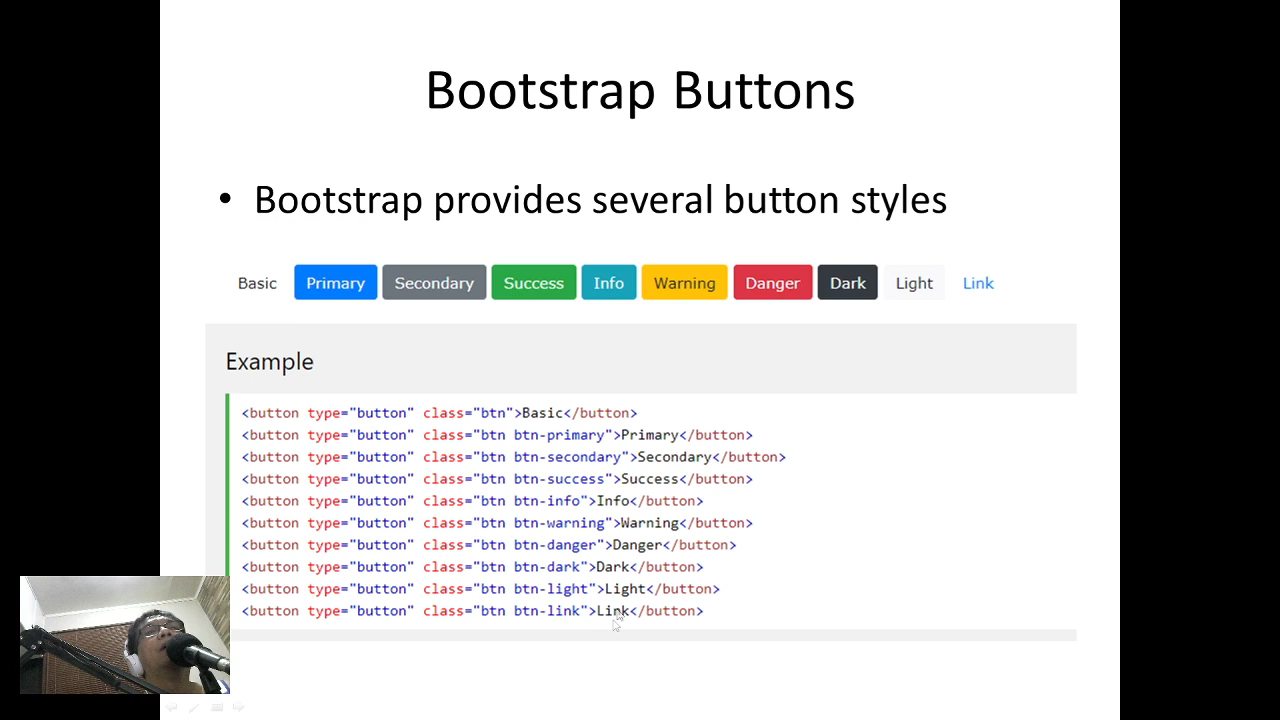 Bootstrap Buttons
• Bootstrap provides several button styles
Basic Primary Secondary Success Info Warning Danger Dark Light Link
Example
<button type="button" class="btn">Basic</button>
<button type="button" class="btn btn-primary">Primary</button>
<button type="button" class="btn btn-secondary">Secondary</button>
<button type="button" class="btn btn-success">Success</button>
<button type="button" class="btn btn-info">Info</button>
<button type="button" class="btn btn-warning">Warning</button>
<button type="button" class="btn btn-danger">Danger</button>
<button type="button" class="btn btn-dark">Dark</button>
<button type="button" class="btn btn-light">Light</button>
<button type="button" class="btn btn-link">Link</button>